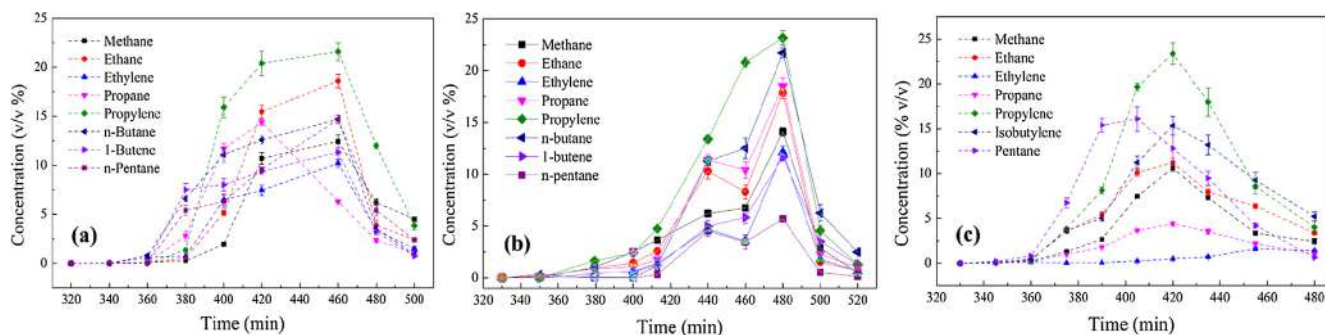 25
20
15
10
5
0
Concentration (v/v %)
Methane
Ethane
Ethylene
Propane
Propylene
n-Butane
1-Butene
n-Pentane
(a)
320 340 360 380 400 420 440 460 480 500
Time (min)
25
20
15
10
5
0
Concentration (v/v %)
Methane
Ethane
Ethylene
Propane
Propylene
n-butane
1-butene
n-pentane
(b)
340 360 380 400 420 440 460 480 500 520
Time (min)
25
20
15
10
5
0
Concentration (% v/v)
Methane
Ethane
Ethylene
Propane
Propylene
Isobutylene
Pentane
(c)
320 340 360 380 400 420 440 460 480
Time (min)